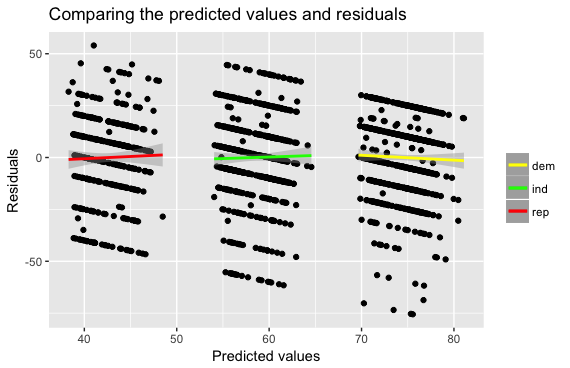 Comparing the predicted values and residuals
Residuals
50
0
-50
40
50
60
70
80
Predicted values
dem
ind
rep